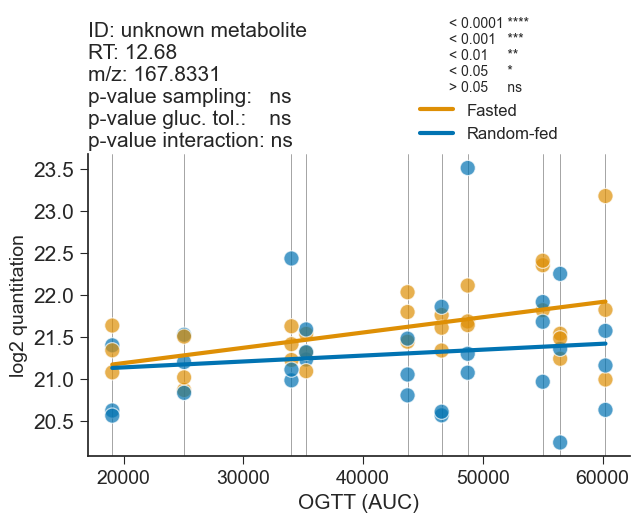 ID: unknown metabolite
RT: 12.68
m/z: 167.8331
p-value sampling: ns
p-value gluc. tol.: ns
p-value interaction: ns
< 0.0001 ****
< 0.001 ***
< 0.01 **
< 0.05 *
> 0.05 ns
Fasted
Random-fed
log2 quantitation
23.5
23.0
22.5
22.0
21.5
21.0
20.5
20000 30000 40000 50000 60000
OGTT (AUC)